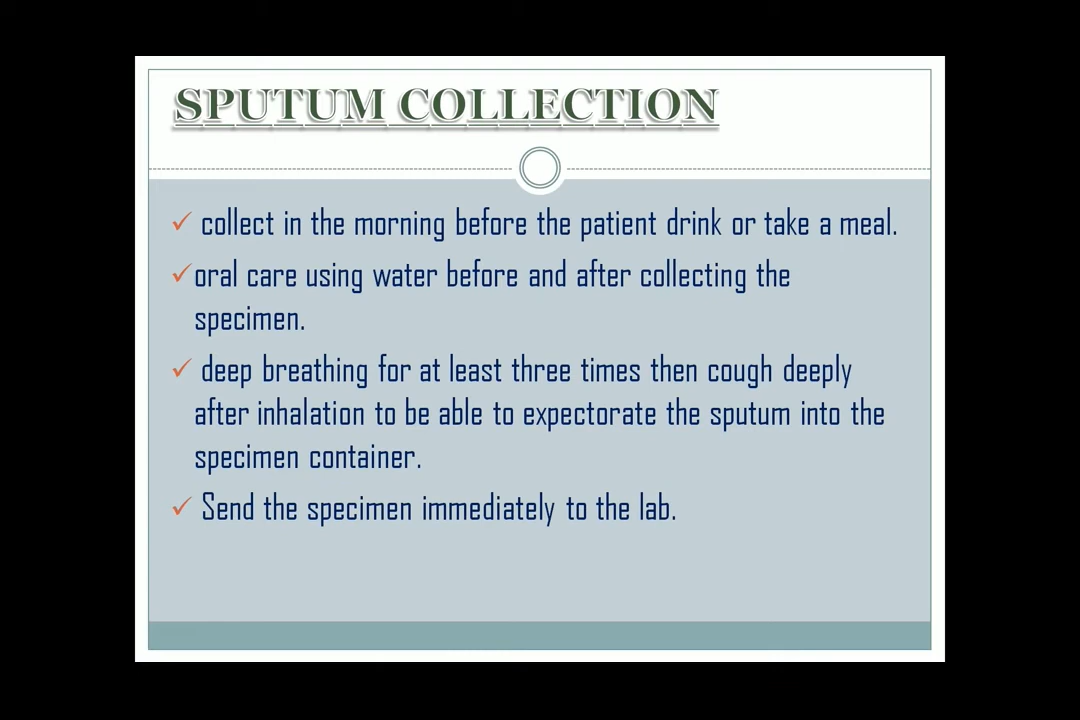 SPUTUM COLLECTION
✓ collect in the morning before the patient drink or take a meal.
✓ oral care using water before and after collecting the
specimen.
✓ deep breathing for at least three times then cough deeply
after inhalation to be able to expectorate the sputum into the
specimen container.
✓ Send the specimen immediately to the lab.